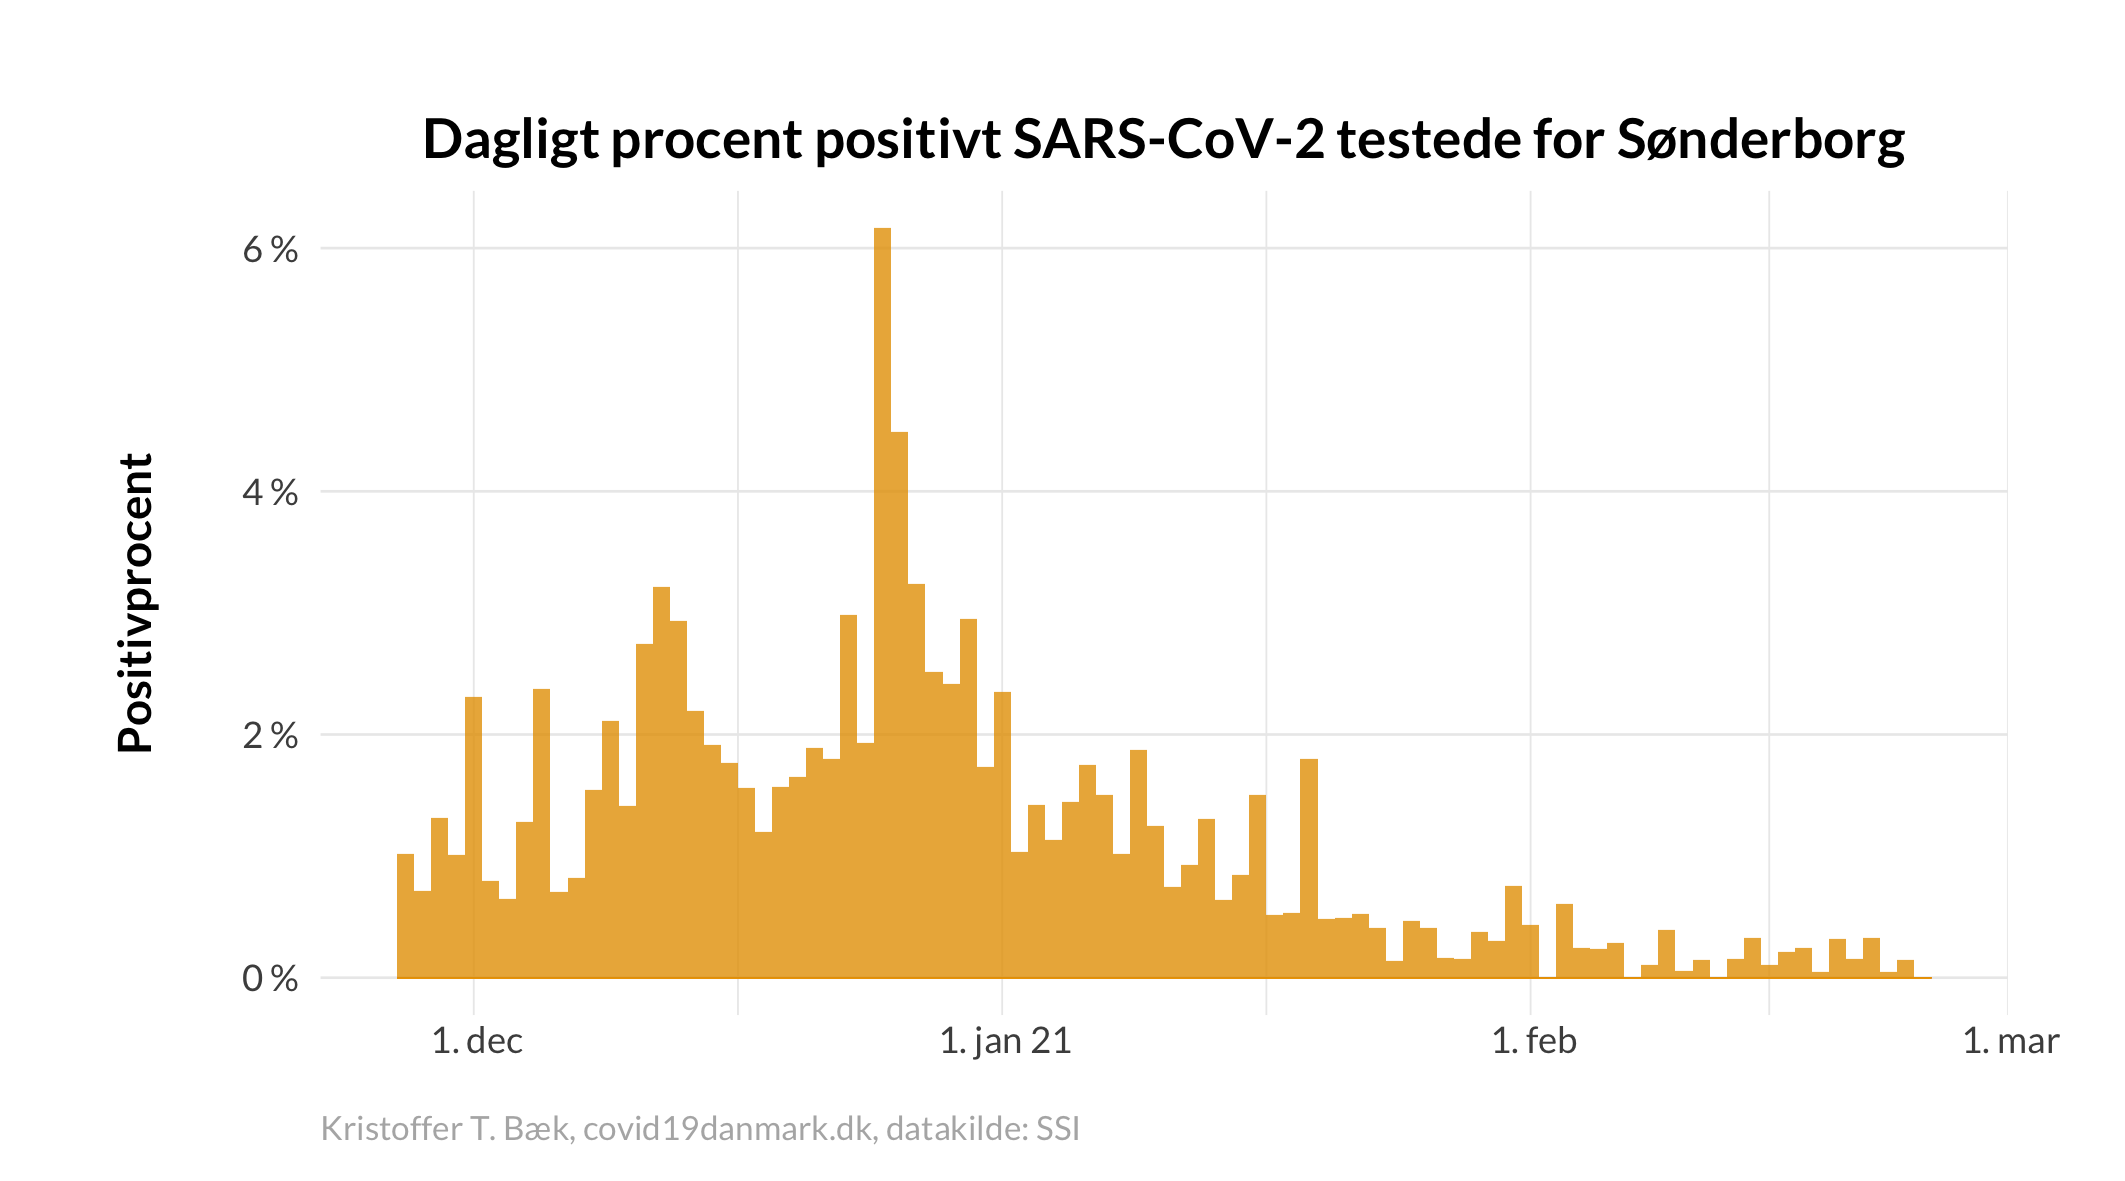 Dagligt procent positivt SARS-CoV-2 testede for Sønderborg
Positivprocent
6 %
4 %
2 %
0 %
1. dec
1. jan 21
1. feb
1. mar
Kristoffer T. Bæk, covid19danmark.dk, datakilde: SSI